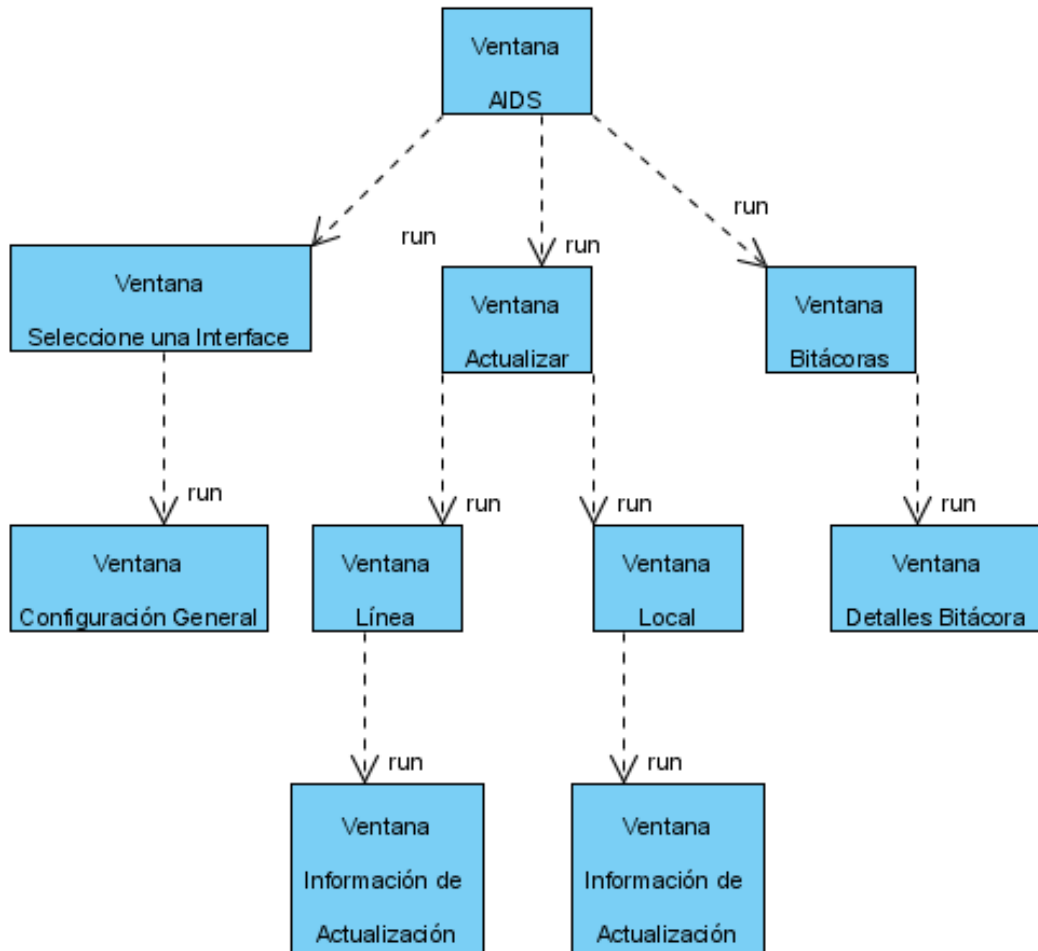 Ventana
AIDS
run
run
run
Ventana
Seleccione una Interface
Ventana
Actualizar
Ventana
Bitácoras
run
run
run
run
Ventana
Configuración General
Ventana
Línea
Ventana
Local
Ventana
Detalles Bitácora
run
run
Ventana
Información de
Actualización
Ventana
Información de
Actualización